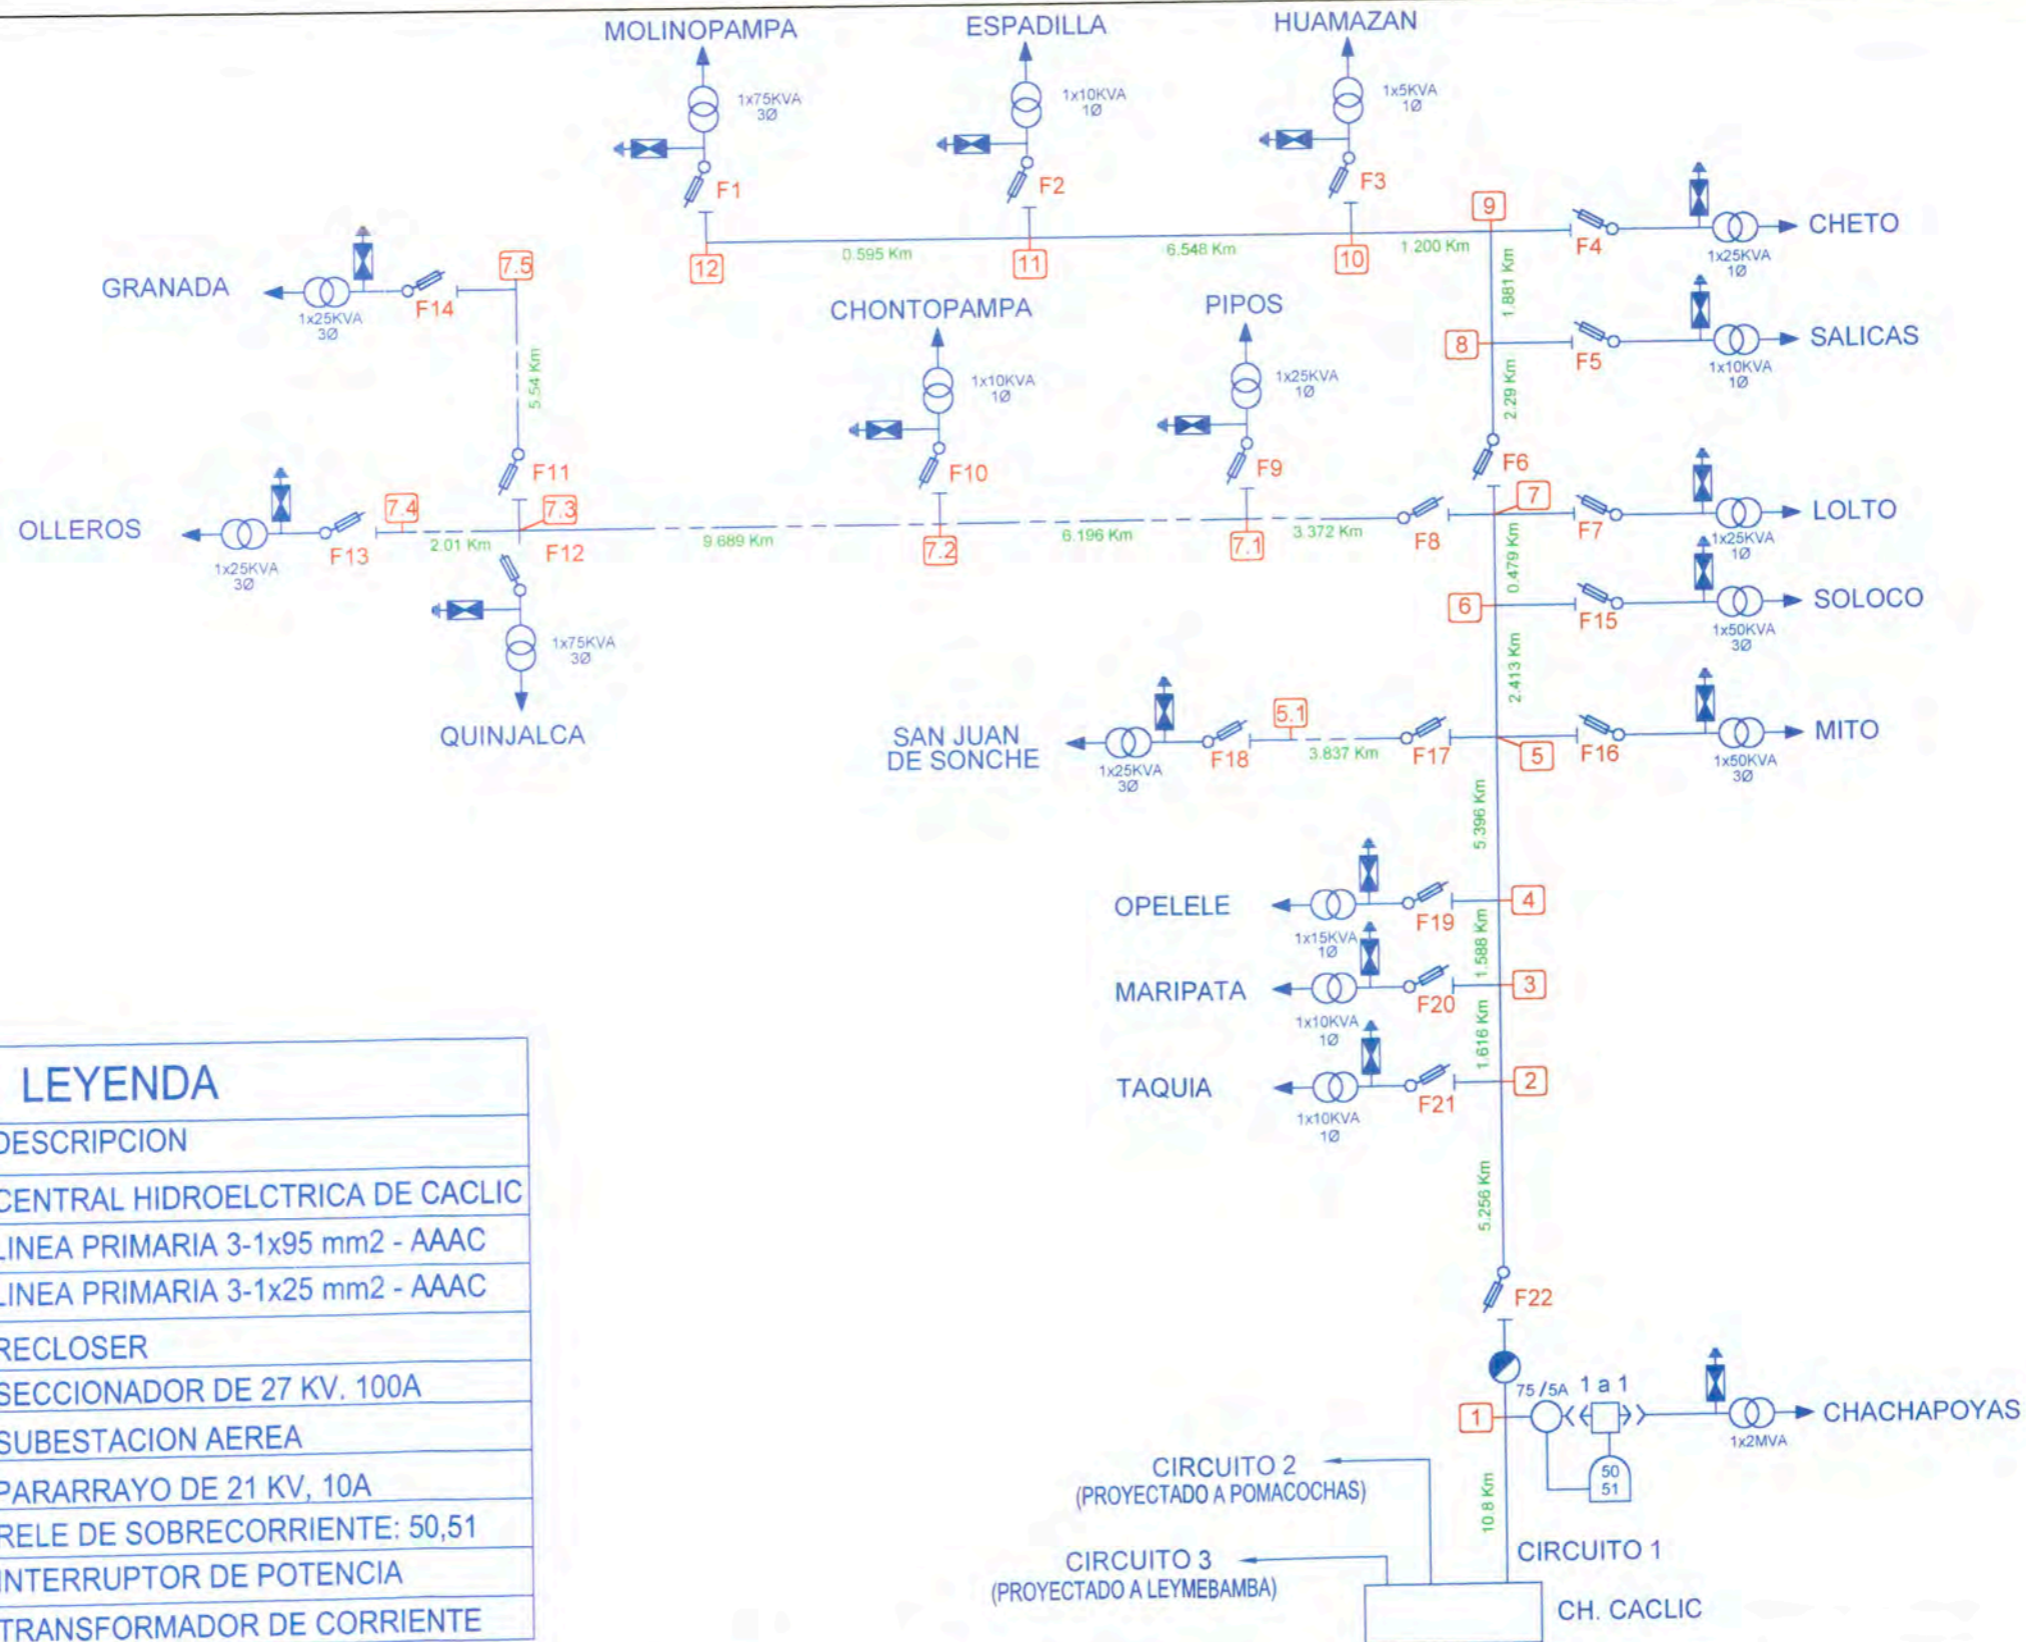 MOLINOPAMPA
1x75KVA
3Ø
F1
12
ESPADILLA
1x10KVA
1Ø
F2
11
HUAMAZAN
1x5KVA
1Ø
F3
10
0.595 Km
6.548 Km
1.200 Km
9
F4
1x25KVA
1Ø
CHETO
1.881 Km
8
F5
1x10KVA
1Ø
SALICAS
2.29 Km
F6
GRANADA
1x25KVA
3Ø
F14
7.5
5.54 Km
F11
CHONTOPAMPA
1x10KVA
1Ø
F10
7.2
PIPOS
1x25KVA
1Ø
F9
7.1
OLLEROS
1x25KVA
3Ø
F13
7.4
2.01 Km
7.3
F12
9.689 Km
6.196 Km
3.372 Km
F8
7
F7
1x25KVA
1Ø
LOLTO
0.479 Km
1x75KVA
3Ø
QUINJALCA
6
F15
1x50KVA
3Ø
SOLOCO
2.413 Km
SAN JUAN
DE SONCHE
1x25KVA
3Ø
F18
5.1
3.837 Km
F17
5
F16
1x50KVA
3Ø
MITO
5.396 Km
OPELELE
1x15KVA
1Ø
F19
4
1.588 Km
MARIPATA
1x10KVA
1Ø
F20
3
1.616 Km
TAQUIA
1x10KVA
1Ø
F21
2
5.256 Km
F22
75/5A
1 a 1
1
50
51
1x2MVA
CHACHAPOYAS
10.8 Km
CIRCUITO 2
(PROYECTADO A POMACOCHAS)
CIRCUITO 3
(PROYECTADO A LEYMEBAMBA)
CIRCUITO 1
CH. CACLIC
LEYENDA
DESCRIPCION
CENTRAL HIDROELCTRICA DE CACLIC
LINEA PRIMARIA 3-1x95 mm2 - AAAC
LINEA PRIMARIA 3-1x25 mm2 - AAAC
RECLOSER
SECCIONADOR DE 27 KV. 100A
SUBESTACION AEREA
PARARRAYO DE 21 KV, 10A
RELE DE SOBRECORRIENTE: 50,51
INTERRUPTOR DE POTENCIA
TRANSFORMADOR DE CORRIENTE